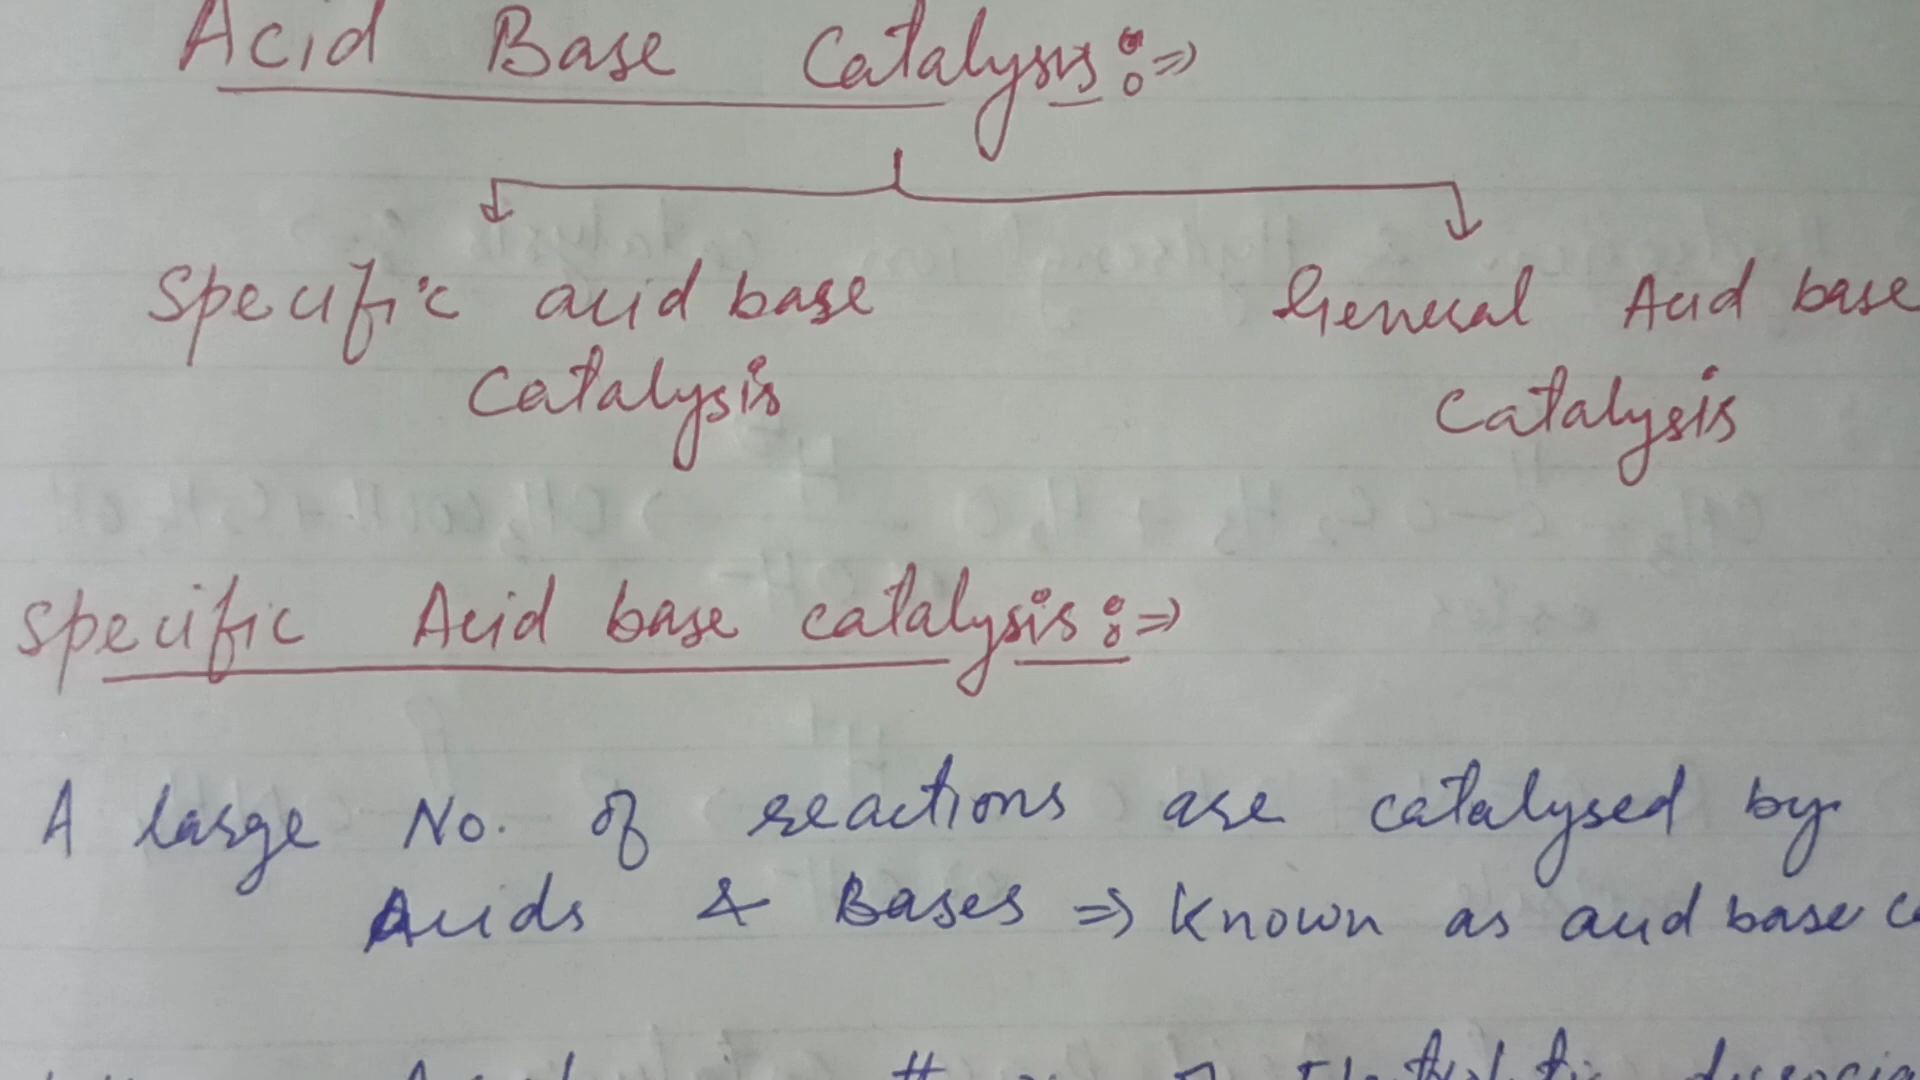 Acid Base Catalysis :⇒
Specific acid base
Catalysis
General Acid base
Catalysis
Specific Acid base catalysis :⇒
A large No. of reactions are catalysed by
Acids & Bases ⇒ Known as acid base